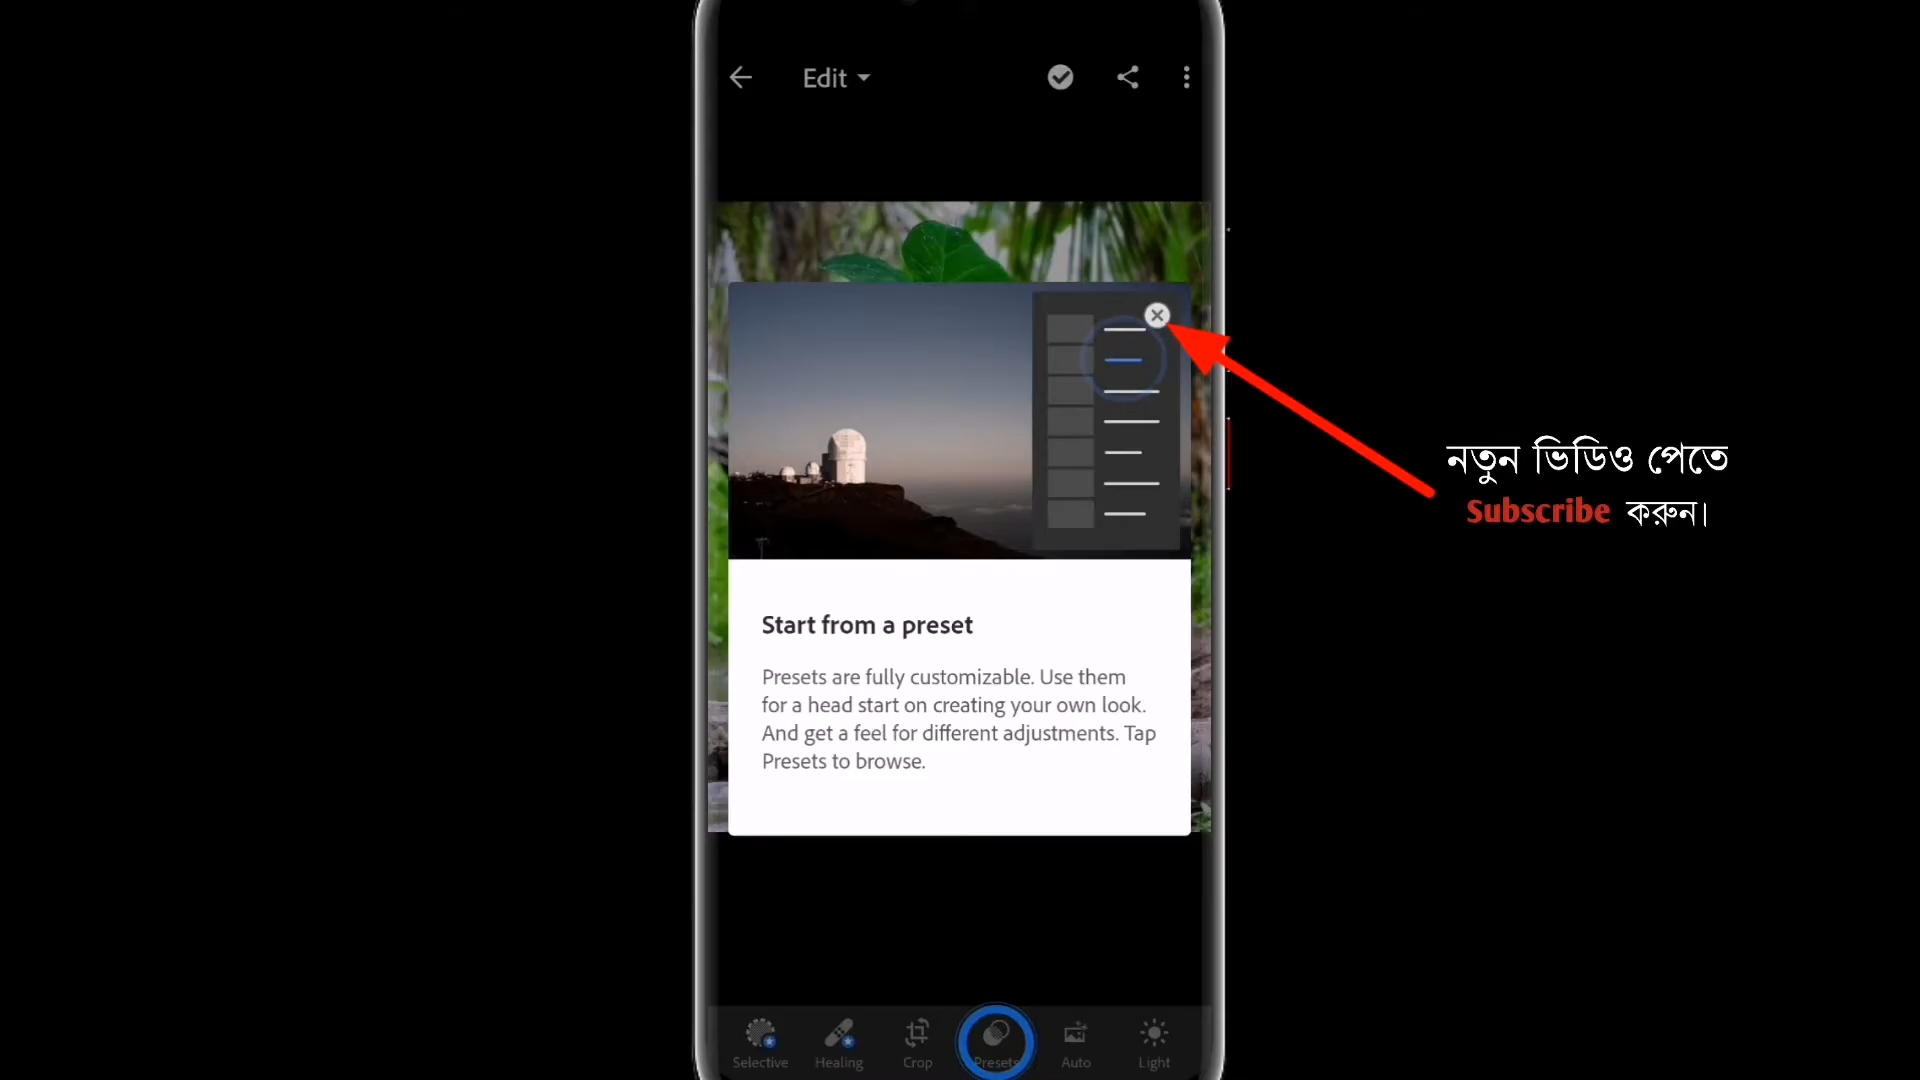 Edit
নতুন ভিডিও পেতে
Subscribe করুন।
Start from a preset
Presets are fully customizable. Use them
for a head start on creating your own look.
And get a feel for different adjustments. Tap
Presets to browse.
Selective Healing Crop Presets Auto Light